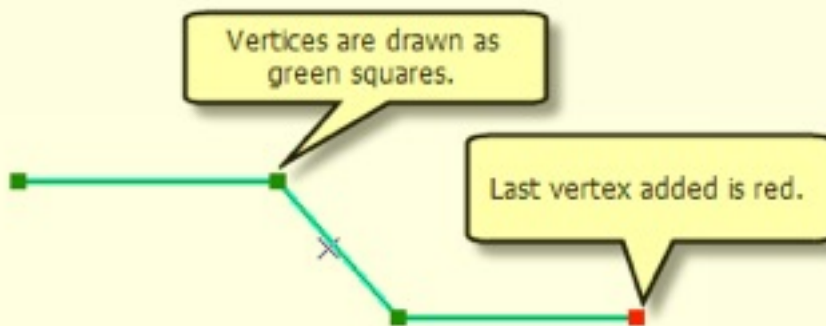 Vertices are drawn as
green squares.
Last vertex added is red.